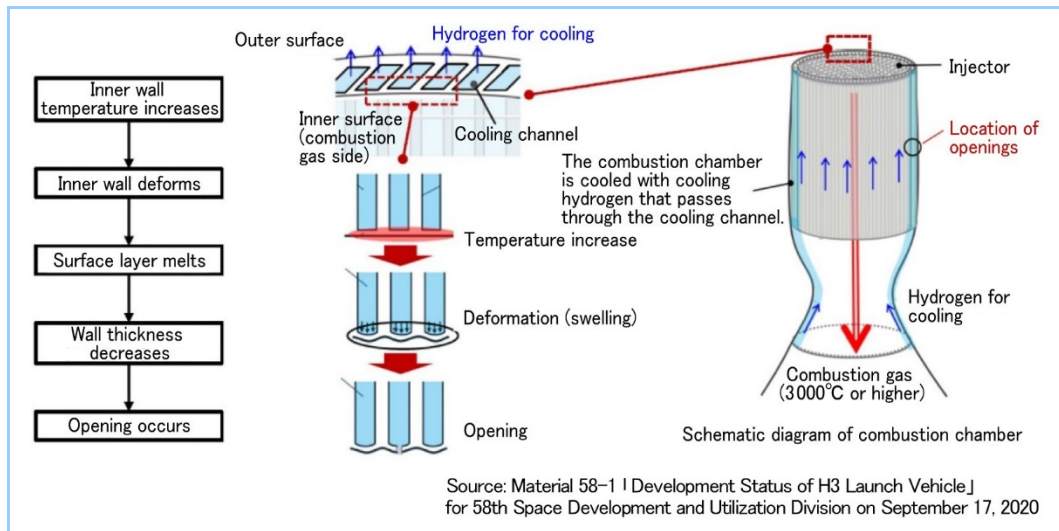 Inner wall
temperature increases
Inner wall deforms
Surface layer melts
Wall thickness
decreases
Opening occurs
Outer surface
Hydrogen for cooling
Inner surface
(combustion
gas side)
Cooling channel
Temperature increase
Deformation (swelling)
Opening
Injector
Location of
openings
The combustion chamber
is cooled with cooling
hydrogen that passes
through the cooling channel.
Hydrogen for
cooling
Combustion gas
(3000℃ or higher)
Schematic diagram of combustion chamber
Source: Material 58-1 「Development Status of H3 Launch Vehicle」
for 58th Space Development and Utilization Division on September 17, 2020